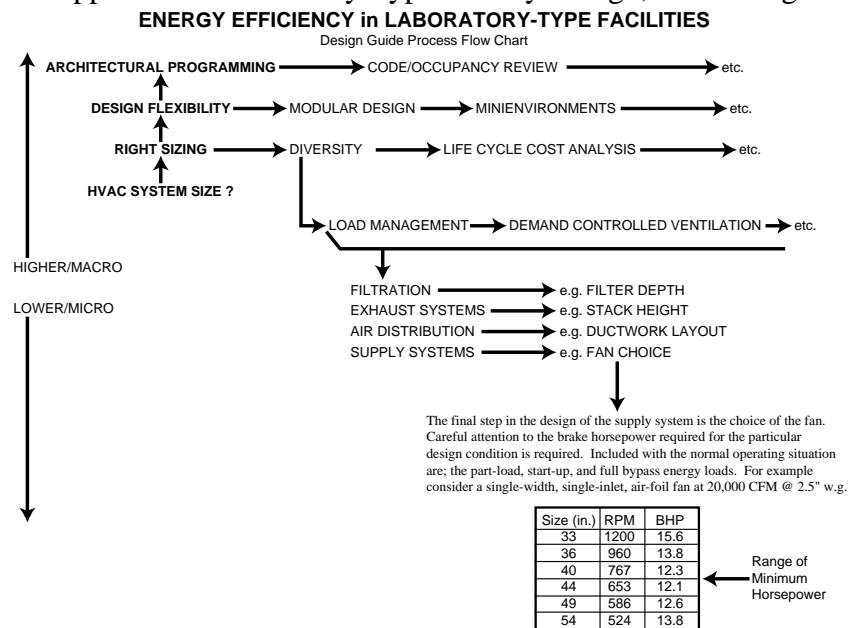 ENERGY EFFICIENCY in LABORATORY-TYPE FACILITIES
Design Guide Process Flow Chart
ARCHITECTURAL PROGRAMMING CODE/OCCUPANCY REVIEW etc.
DESIGN FLEXIBILITY MODULAR DESIGN MINIENVIRONMENTS etc.
RIGHT SIZING DIVERSITY LIFE CYCLE COST ANALYSIS etc.
HVAC SYSTEM SIZE ?
LOAD MANAGEMENT DEMAND CONTROLLED VENTILATION etc.
HIGHER/MACRO
LOWER/MICRO
FILTRATION e.g. FILTER DEPTH
EXHAUST SYSTEMS e.g. STACK HEIGHT
AIR DISTRIBUTION e.g. DUCTWORK LAYOUT
SUPPLY SYSTEMS e.g. FAN CHOICE
The final step in the design of the supply system is the choice of the fan.
Careful attention to the brake horsepower required for the particular
design condition is required. Included with the normal operating situation
are; the part-load, start-up, and full bypass energy loads. For example
consider a single-width, single-inlet, air-foil fan at 20,000 CFM @ 2.5" w.g.
Size (in.) RPM BHP
33 1200 15.6
36 960 13.8
40 767 12.3
44 653 12.1
49 586 12.6
54 524 13.8
Range of
Minimum
Horsepower